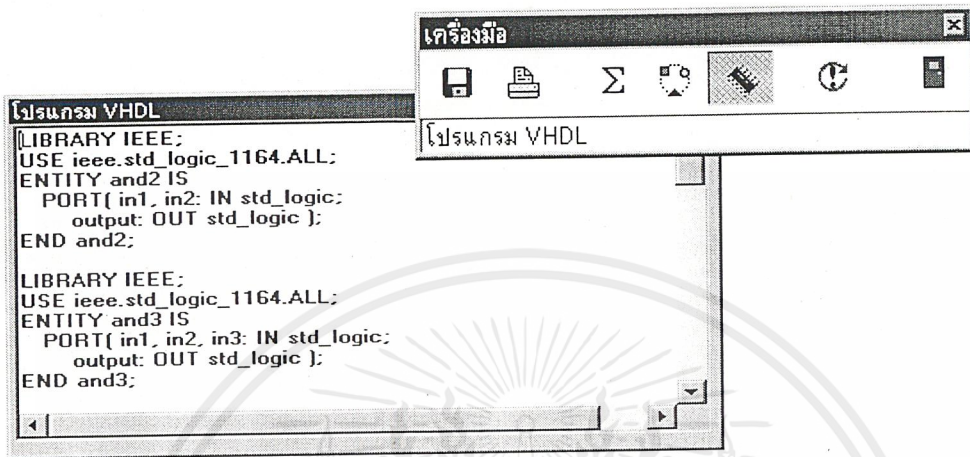 เครื่องมือ
โปรแกรม VHDL
โปรแกรม VHDL
LIBRARY IEEE;
USE ieee.std_logic_1164.ALL;
ENTITY and2 IS
PORT( in1, in2: IN std_logic;
output: OUT std_logic );
END and2;
LIBRARY IEEE;
USE ieee.std_logic_1164.ALL;
ENTITY and3 IS
PORT( in1, in2, in3: IN std_logic;
output: OUT std_logic );
END and3;